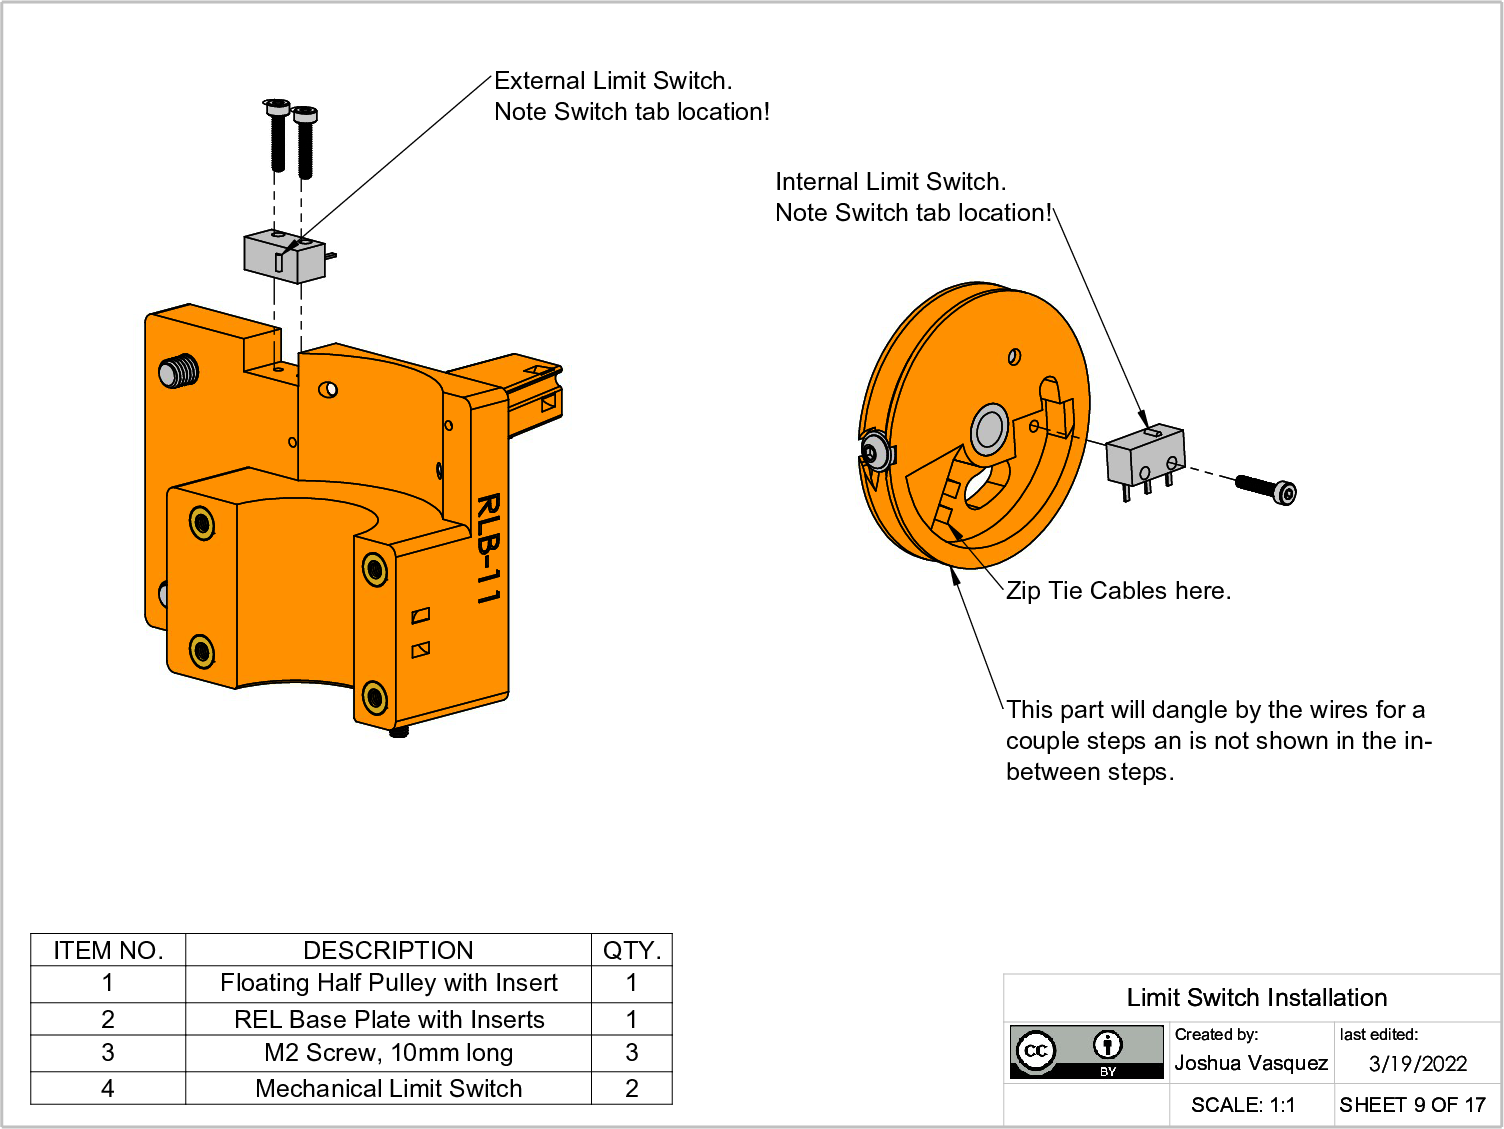 External Limit Switch.
Note Switch tab location!
Internal Limit Switch.
Note Switch tab location!
RLB-11
Zip Tie Cables here.
This part will dangle by the wires for a
couple steps an is not shown in the in-
between steps.
ITEM NO. DESCRIPTION QTY.
1 Floating Half Pulley with Insert 1
2 REL Base Plate with Inserts 1
3 M2 Screw, 10mm long 3
4 Mechanical Limit Switch 2
Limit Switch Installation
cc BY
Created by:
Joshua Vasquez
last edited:
3/19/2022
SCALE: 1:1
SHEET 9 OF 17